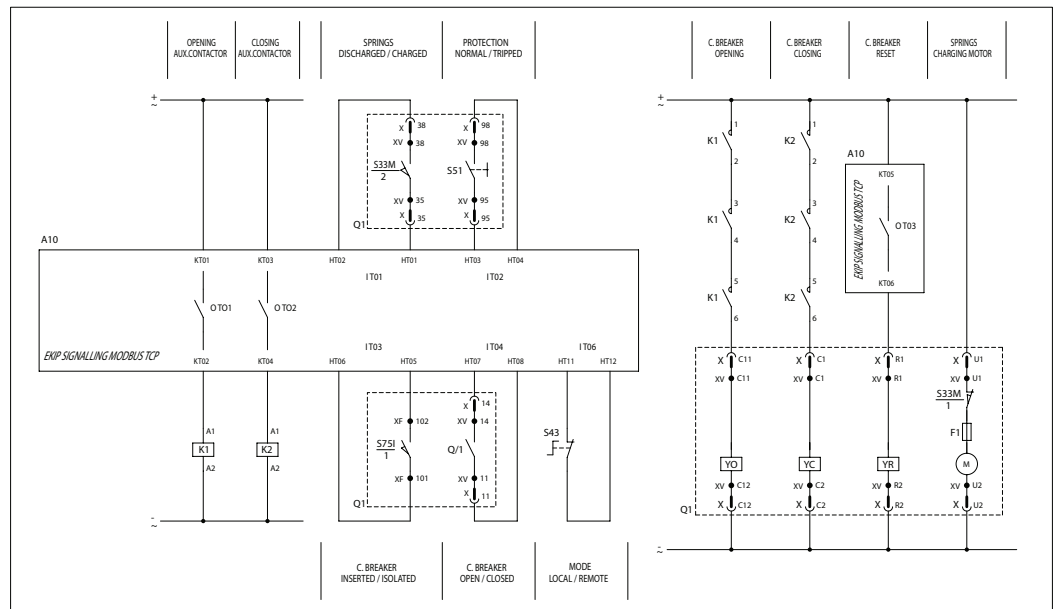 OPENING
AUX.CONTACTOR
CLOSING
AUX.CONTACTOR
SPRINGS
DISCHARGED / CHARGED
PROTECTION
NORMAL / TRIPPED
C. BREAKER
OPENING
C. BREAKER
CLOSING
C. BREAKER
RESET
SPRINGS
CHARGING MOTOR
+
~
X 38
XV 38
S33M
2
XV 35
X 35
Q1
X 98
XV 98
S51
XV 95
X 95
A10
KT01 KT03 HT02 HT01 HT03 HT04
I T01 I T02
O TO1 O TO2
EKIP SIGNALLING MODBUS TCP
I T03 I T04 I T06
KT02 KT04 HT06 HT05 HT07 HT08 HT11 HT12
A1
K1
A2
A1
K2
A2
XF 102
S75I
1
XF 101
Q1
X 14
XV 14
Q/1
XV 11
X 11
S43
-
~
C. BREAKER
INSERTED / ISOLATED
C. BREAKER
OPEN / CLOSED
MODE
LOCAL / REMOTE
+
~
1
K1
2
3
K1
4
5
K1
6
1
K2
2
3
K2
4
5
K2
6
A10
KT05
EKIP SIGNALLING MODBUS TCP
O T03
KT06
X C11 X C1 X R1 X U1
XV C11 XV C1 XV R1 XV U1
S33M
1
F1
YO YC YR M
XV C12 XV C2 XV R2 XV U2
Q1
X C12 X C2 X R2 X U2
-
~